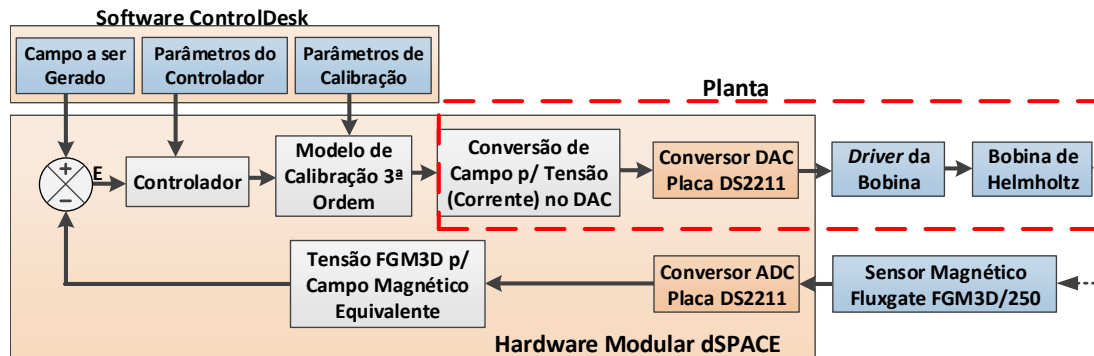 Software ControlDesk
Campo a ser
Gerado
Parâmetros do
Controlador
Parâmetros de
Calibração
Planta
+
−
E
Controlador
Modelo de
Calibração 3ª
Ordem
Conversão de
Campo p/ Tensão
(Corrente) no DAC
Conversor DAC
Placa DS2211
Driver da
Bobina
Bobina de
Helmholtz
Tensão FGM3D p/
Campo Magnético
Equivalente
Conversor ADC
Placa DS2211
Sensor Magnético
Fluxgate FGM3D/250
Hardware Modular dSPACE